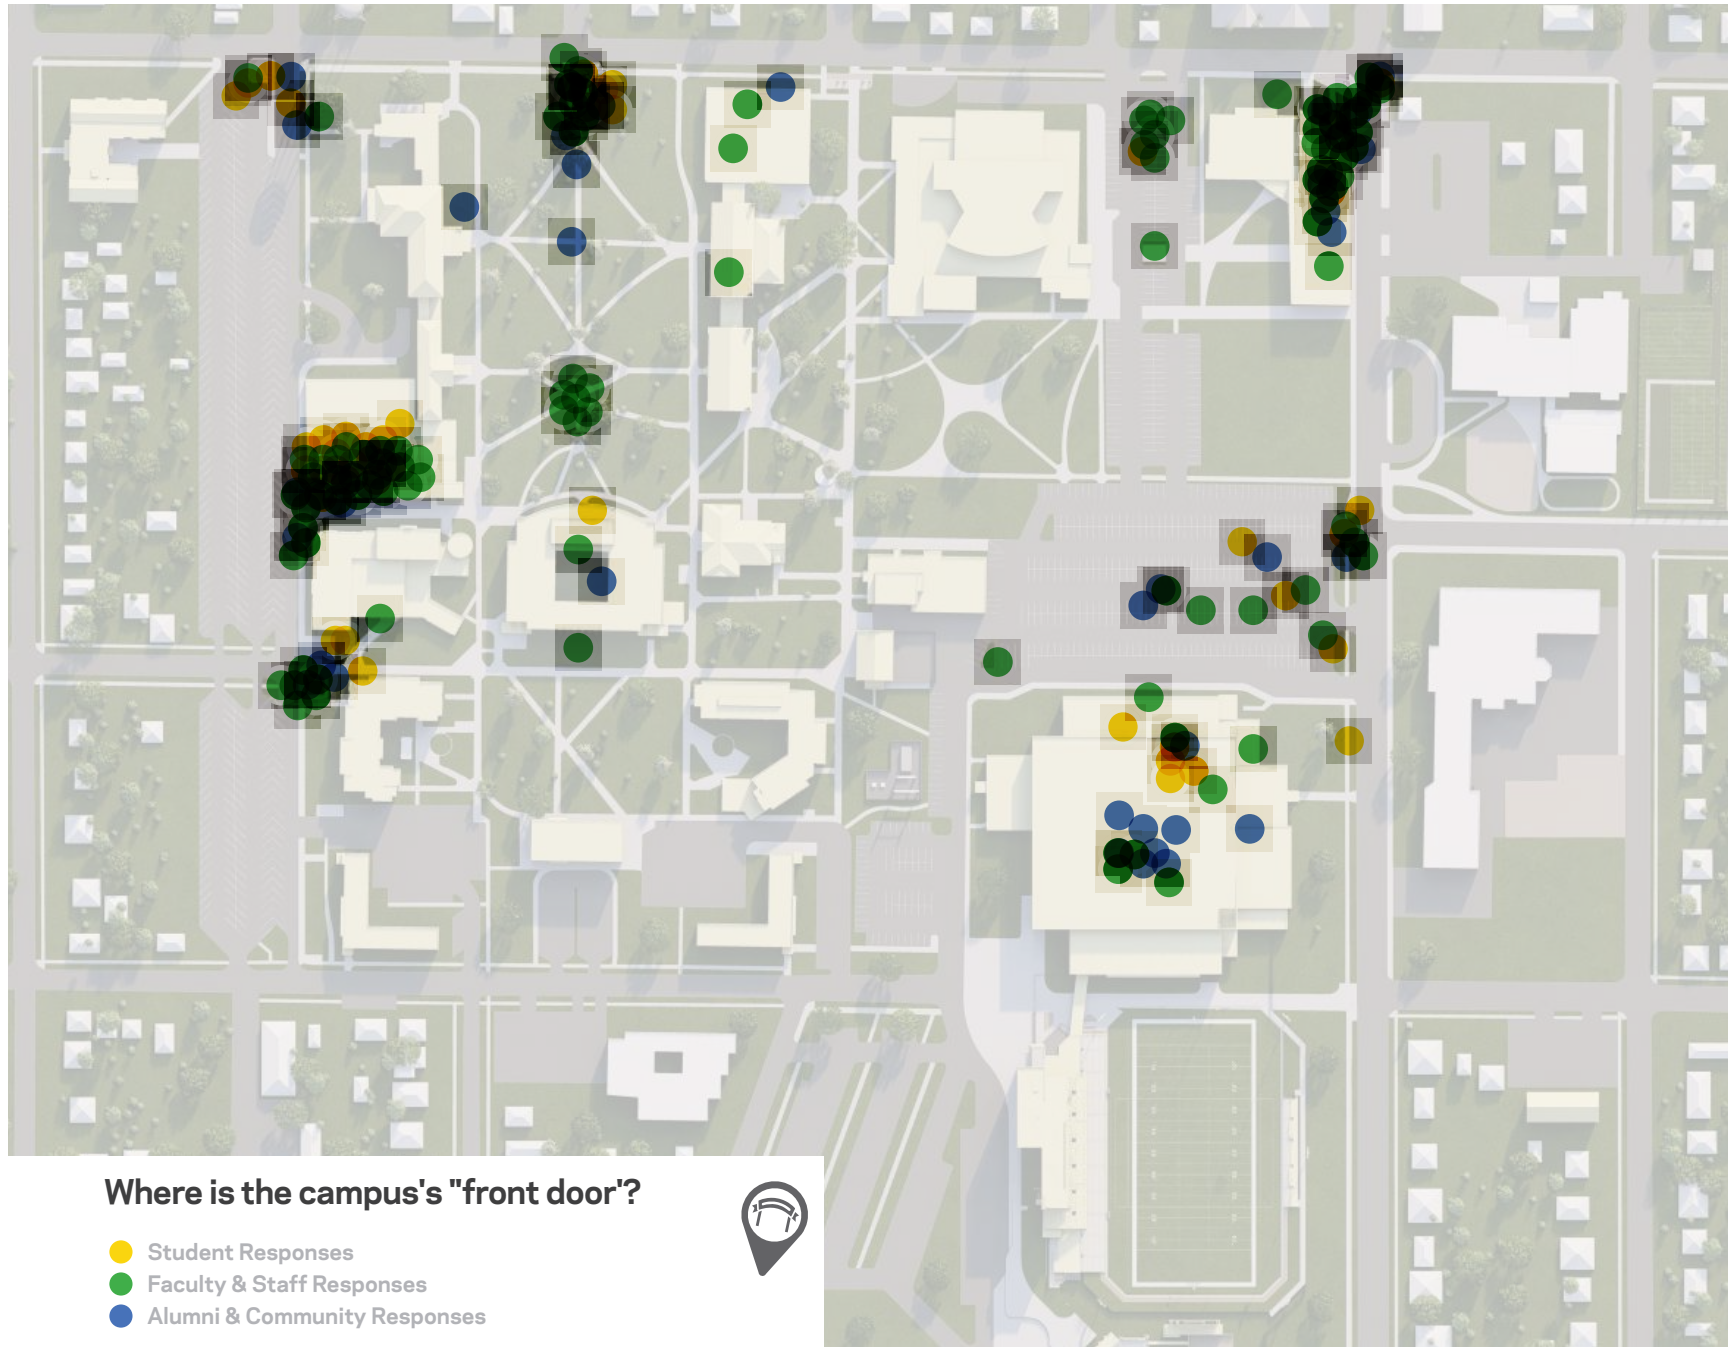 Where is the campus's "front door'?
Student Responses
Faculty & Staff Responses
Alumni & Community Responses